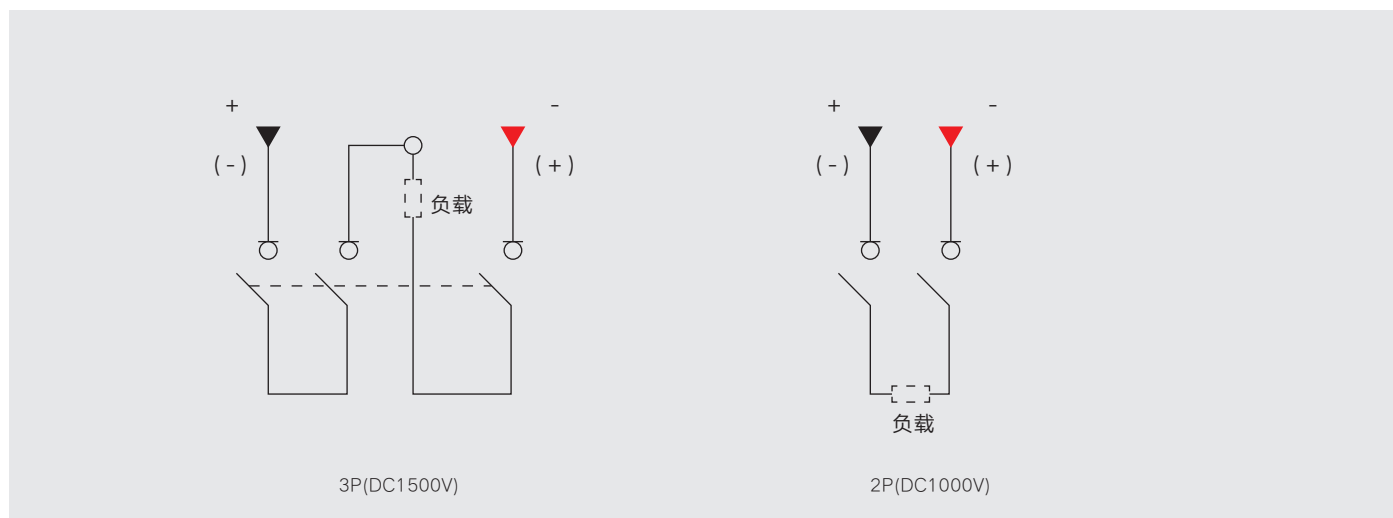 + - + -
( - ) ( + ) ( - ) ( + )
负载
负载
3P(DC1500V) 2P(DC1000V)